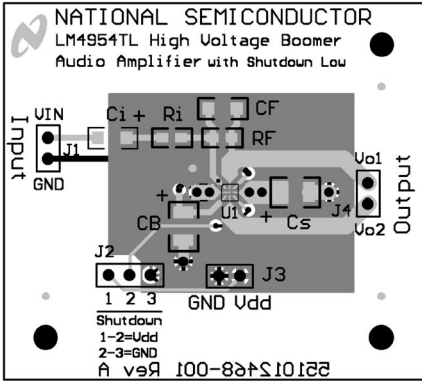 NATIONAL SEMICONDUCTOR
LM4954TL High Voltage Boomer
Audio Amplifier with Shutdown Low
CF
VIN
Ci +
Ri
RF
Input
J1
GND
Vo1
+
U1
CB
+
Cs
J4
Vo2
Output
J2
J3
1 2 3
GND Vdd
Shutdown
1-2=Vdd
2-3=GND
551012468-001 Rev A